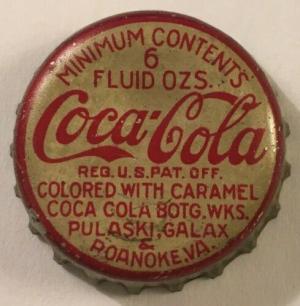 MINIMUM CONTENTS
6
FLUID OZS.
Coca-Cola
REG. U.S. PAT. OFF.
COLORED WITH CARAMEL
COCA COLA BOTG. WKS.
PULASKI, GALAX
&
ROANOKE VA.